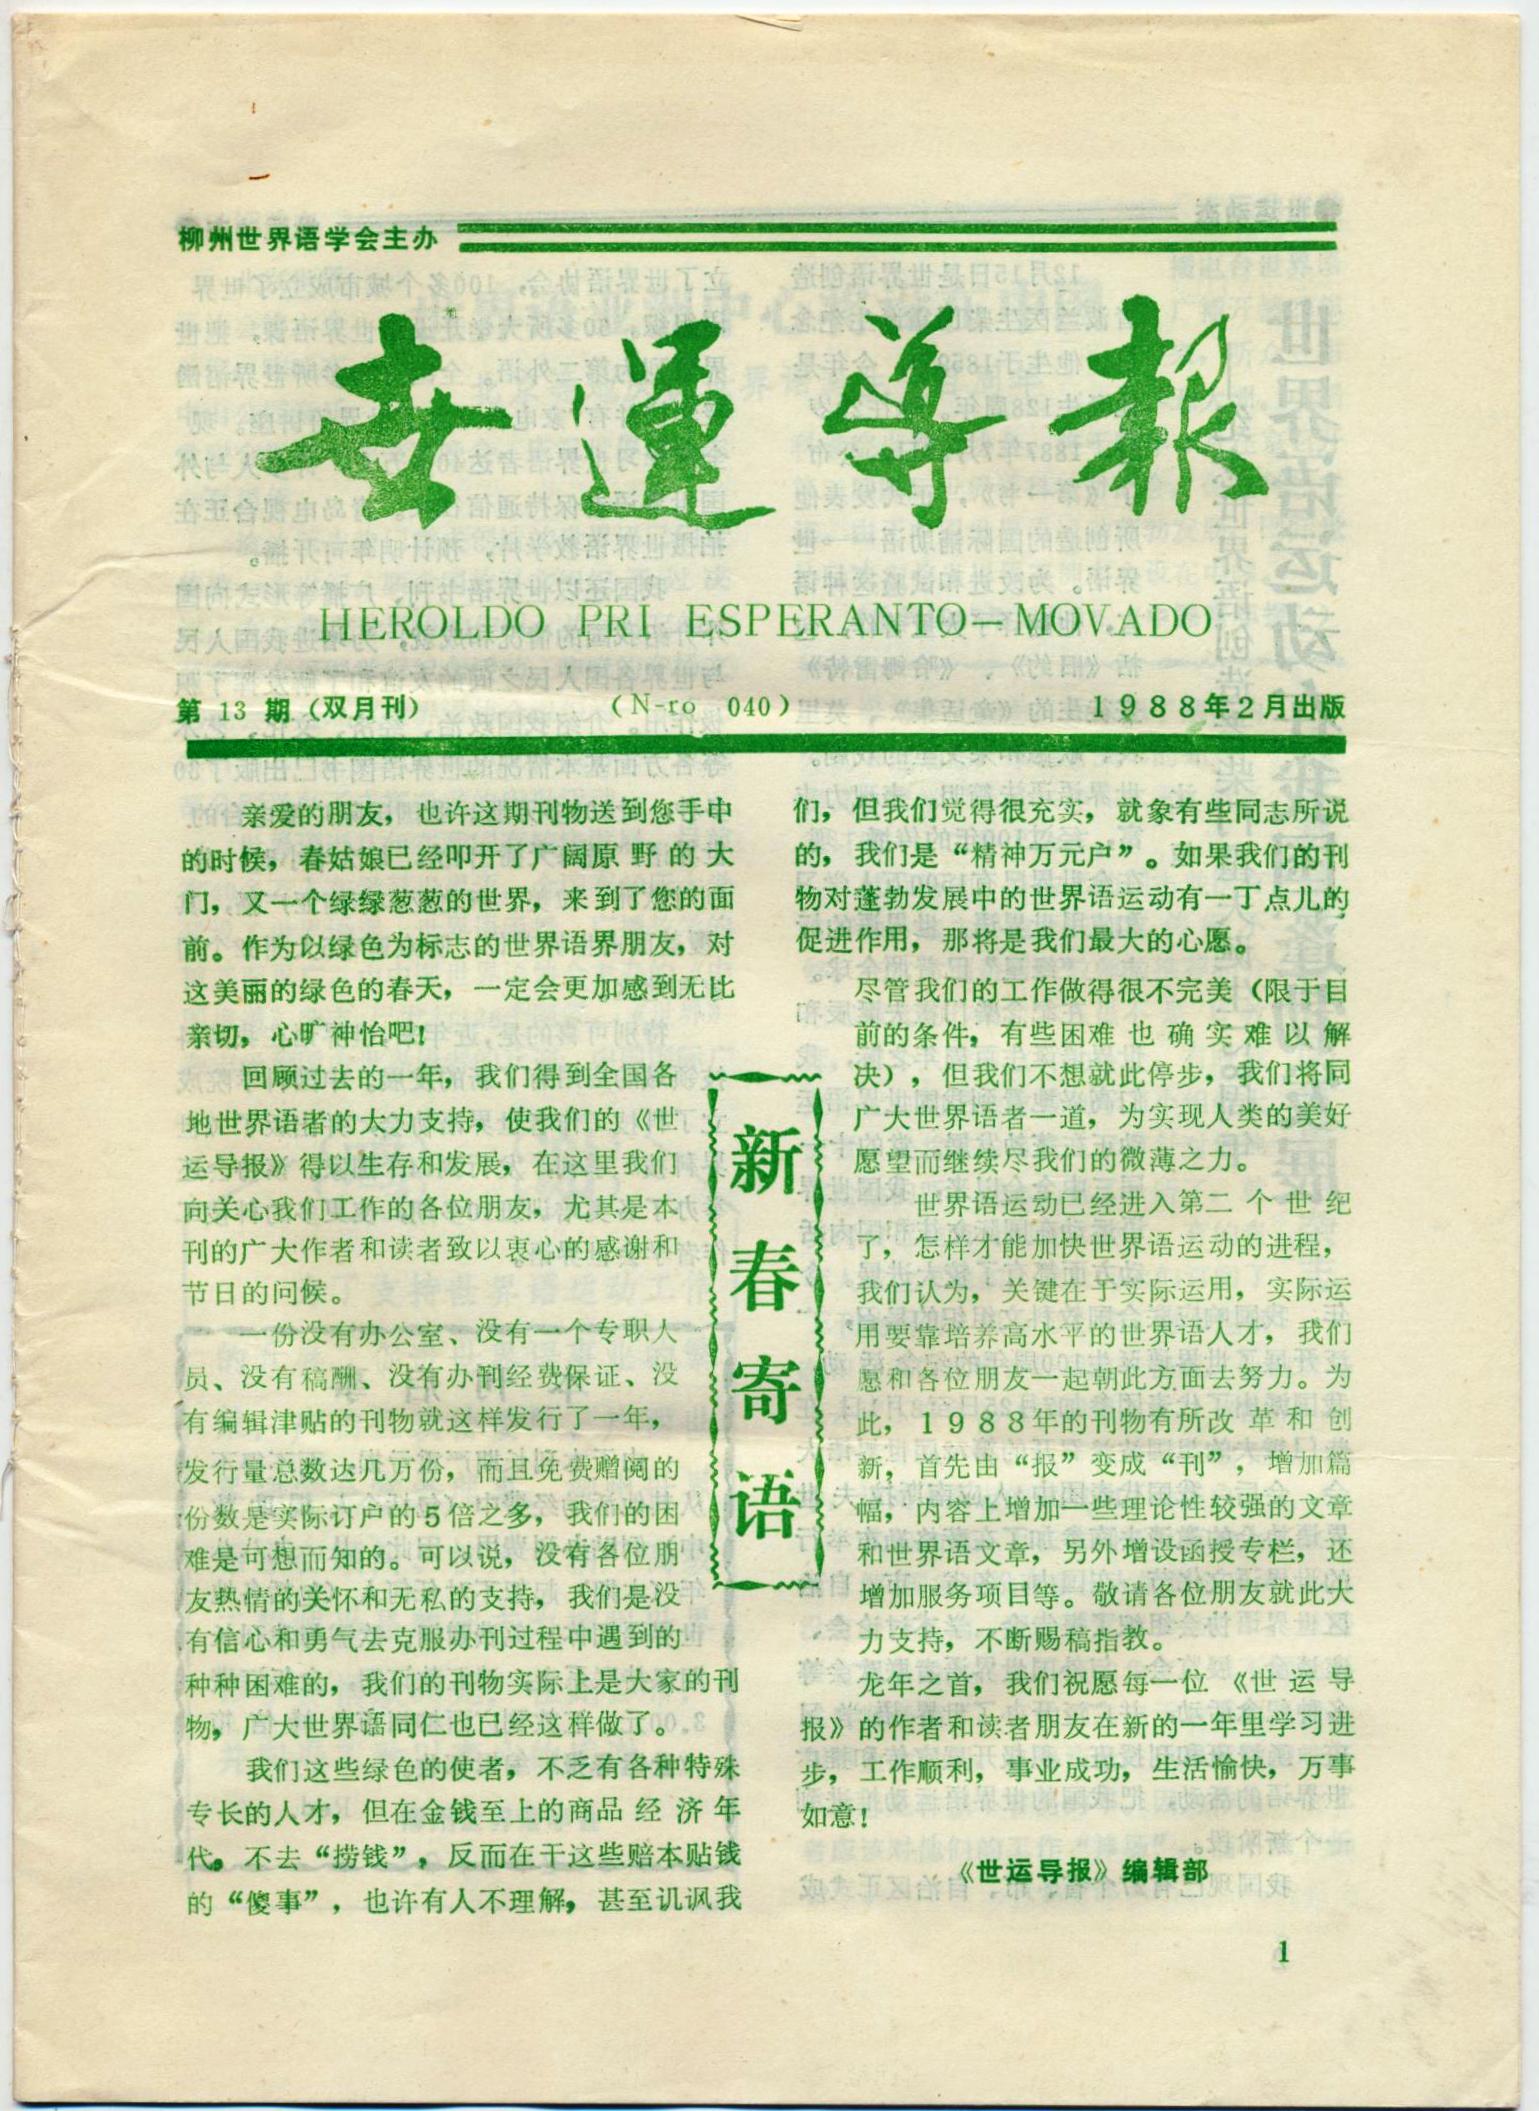 柳州世界语学会主办
世運导報
HEROLDO PRI ESPERANTO—MOVADO
第 13 期（双月刊）
（N-ro 040）
1988年2月出版
亲爱的朋友，也许这期刊物送到您手中
的时候，春姑娘已经叩开了广阔原野的大
门，又一个绿绿葱葱的世界，来到了您的面
前。作为以绿色为标志的世界语界朋友，对
这美丽的绿色的春天，一定会更加感到无比
亲切，心旷神怡吧！
回顾过去的一年，我们得到全国各
地世界语者的大力支持，使我们的《世
运导报》得以生存和发展，在这里我们
向关心我们工作的各位朋友，尤其是本
刊的广大作者和读者致以衷心的感谢和
节日的问候。
一份没有办公室、没有一个专职人
员、没有稿酬、没有办刊经费保证、没
有编辑津贴的刊物就这样发行了一年，
发行量总数达几万份，而且免费赠阅的
份数是实际订户的5倍之多，我们的困
难是可想而知的。可以说，没有各位朋
友热情的关怀和无私的支持，我们是没
有信心和勇气去克服办刊过程中遇到的
种种困难的，我们的刊物实际上是大家的刊
物，广大世界语同仁也已经这样做了。
我们这些绿色的使者，不乏有各种特殊
专长的人才，但在金钱至上的商品经济年
代，不去“捞钱”，反而在干这些赔本贴钱
的“傻事”，也许有人不理解，甚至讥讽我
新春寄语
们，但我们觉得很充实，就象有些同志所说
的，我们是“精神万元户”。如果我们的刊
物对蓬勃发展中的世界语运动有一丁点儿的
促进作用，那将是我们最大的心愿。
尽管我们的工作做得很不完美（限于目
前的条件，有些困难也确实难以解
决），但我们不想就此停步，我们将同
广大世界语者一道，为实现人类的美好
愿望而继续尽我们的微薄之力。
世界语运动已经进入第二个世纪
了，怎样才能加快世界语运动的进程，
我们认为，关键在于实际运用，实际运
用要靠培养高水平的世界语人才，我们
愿和各位朋友一起朝此方面去努力。为
此，1988年的刊物有所改革和创
新，首先由“报”变成“刊”，增加篇
幅，内容上增加一些理论性较强的文章
和世界语文章，另外增设函授专栏，还
增加服务项目等。敬请各位朋友就此大
力支持，不断赐稿指教。
龙年之首，我们祝愿每一位《世运导
报》的作者和读者朋友在新的一年里学习进
步，工作顺利，事业成功，生活愉快，万事
如意！
《世运导报》编辑部
1